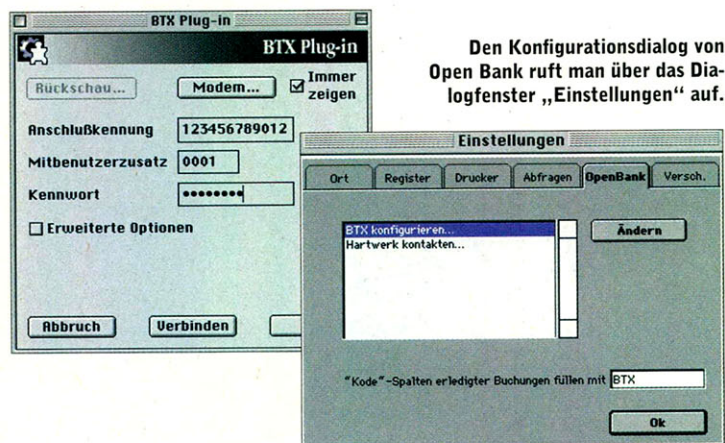 BTX Plug-in
BTX Plug-in
Rückschau...
Modem...
Immer
zeigen
Anschlußkennung
123456789012
Mitbenutzerzusatz
0001
Kennwort
••••••••
Erweiterte Optionen
Abbruch
Verbinden
Den Konfigurationsdialog von
Open Bank ruft man über das Dia-
logfenster „Einstellungen“ auf.
Einstellungen
Ort
Register
Drucker
Abfragen
OpenBank
Versch.
BTX konfigurieren...
Hartwerk kontakten...
Ändern
"Kode"-Spalten erledigter Buchungen füllen mit
BTX
Ok